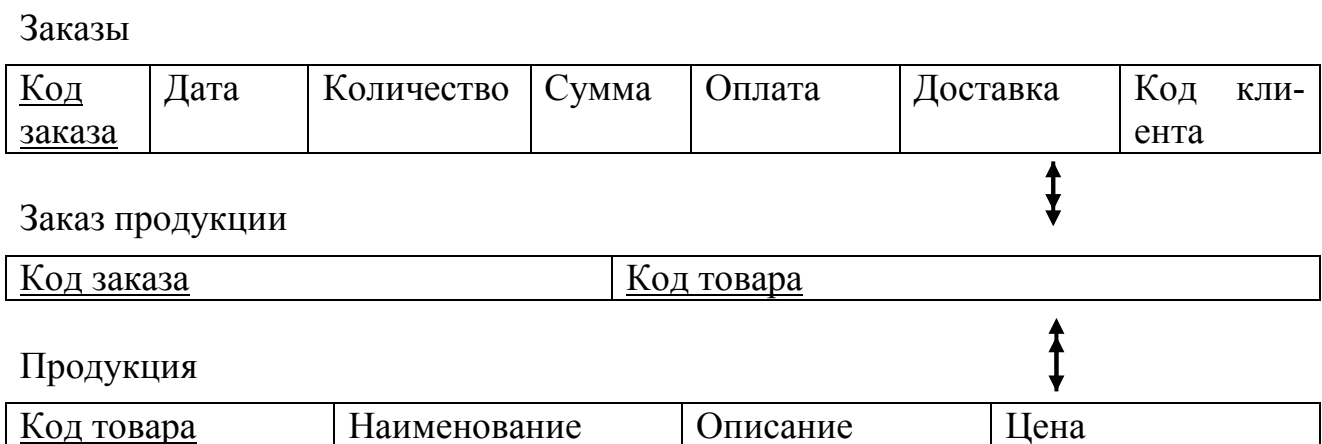 Заказы
Код заказа Дата Количество Сумма Оплата Доставка Код кли-
ента
Заказ продукции
Код заказа Код товара
Продукция
Код товара Наименование Описание Цена